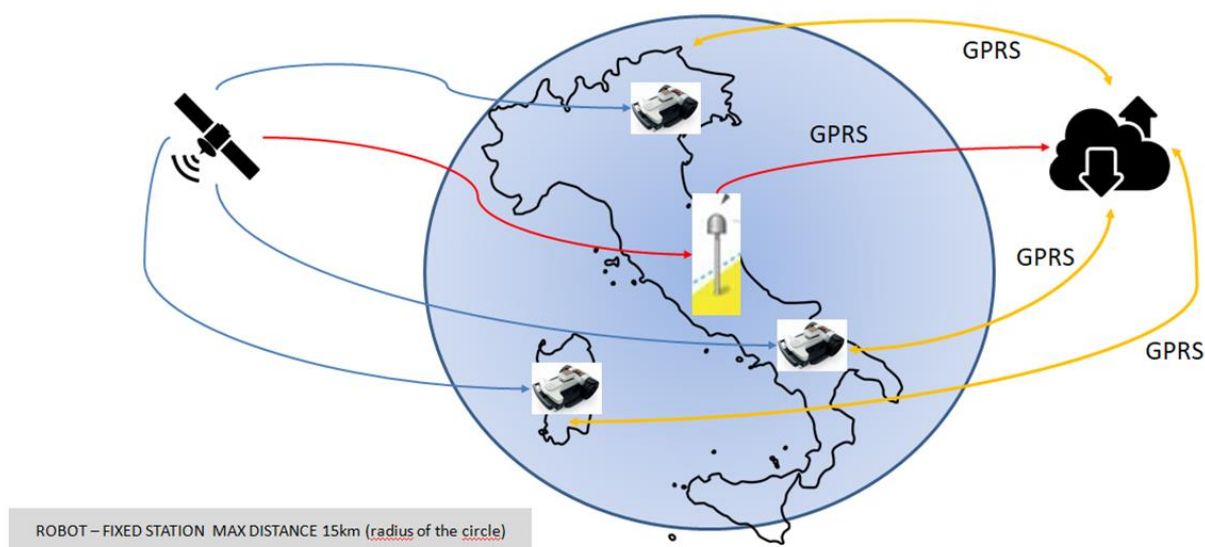 GPRS
GPRS
GPRS
GPRS
ROBOT – FIXED STATION MAX DISTANCE 15km (radius of the circle)